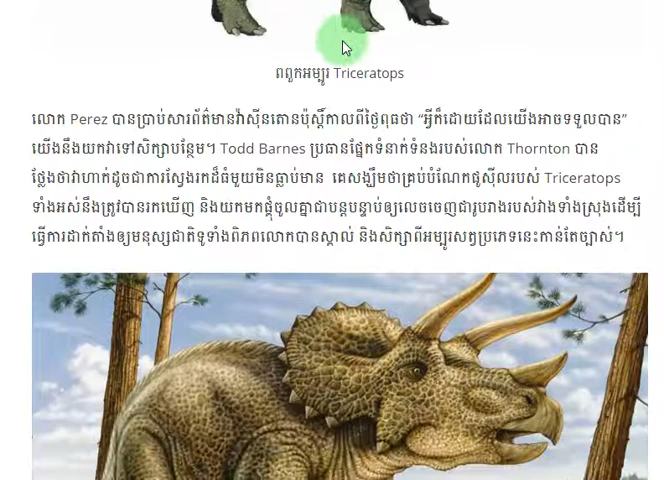 ពពួកអម្បូរ Triceratops
លោក Perez បានប្រាប់សារព័ត៌មានវ៉ាស៊ីនតោនប៉ុស្តិ៍កាលពីថ្ងៃពុធថា “អ្វីក៏ដោយដែលយើងអាចទទួលបាន”
យើងនឹងយកវាទៅសិក្សាបន្ថែម។ Todd Barnes ប្រធានផ្នែកទំនាក់ទំនងរបស់លោក Thornton បាន
ថ្លែងថាវាហាក់ដូចជាការស្វែងរកដ៏ធំមួយមិនធ្លាប់មាន គេសង្ឃឹមថាគ្រប់បំណែកផូស៊ីលរបស់ Triceratops
ទាំងអស់នឹងត្រូវបានរកឃើញ និងយកមកផ្គុំចូលគ្នាជាបន្តបន្ទាប់ឲ្យលេចចេញជារូបរាងរបស់វាងទាំងស្រុងដើម្បី
ធ្វើការដាក់តាំងឲ្យមនុស្សជាតិទូទាំងពិភពលោកបានស្គាល់ និងសិក្សាពីអម្បូរសត្វប្រភេទនេះកាន់តែច្បាស់។